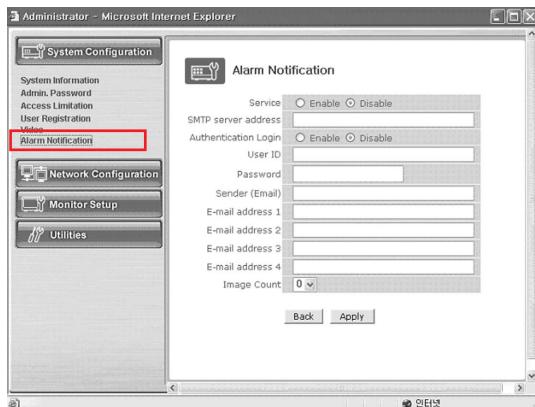 Administrator - Microsoft Internet Explorer
System Configuration
System Information
Admin. Password
Access Limitation
User Registration
Video
Alarm Notification
Network Configuration
Monitor Setup
Utilities
Alarm Notification
Service Enable Disable
SMTP server address
Authentication Login Enable Disable
User ID
Password
Sender (Email)
E-mail address 1
E-mail address 2
E-mail address 3
E-mail address 4
Image Count 0
Back Apply
인터넷